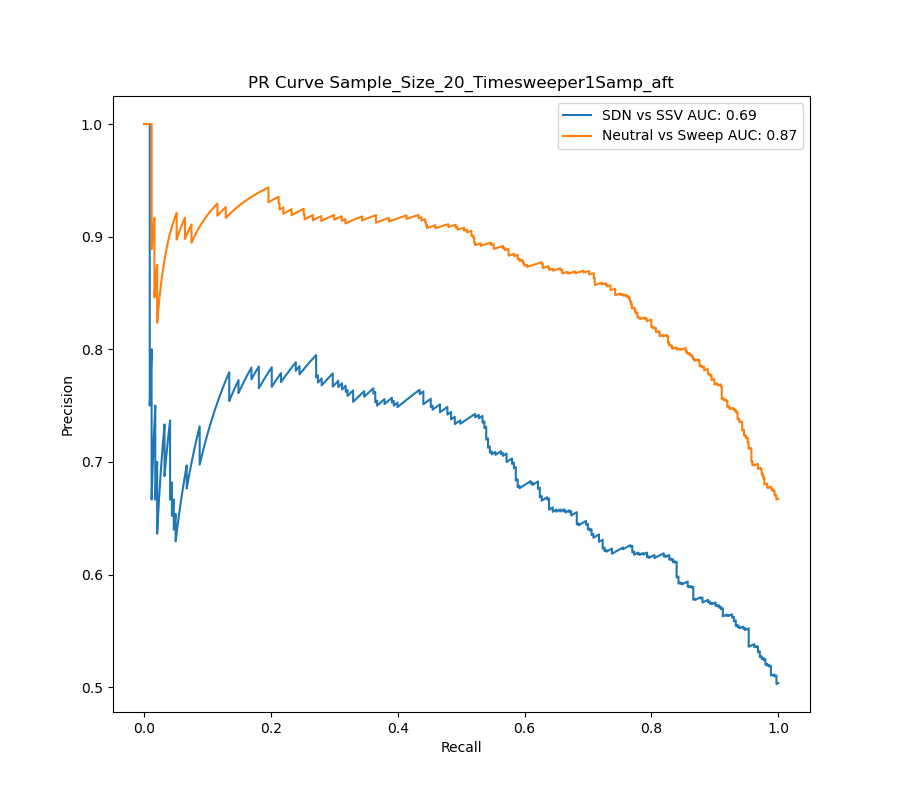 PR Curve Sample_Size_20_Timesweeper1Samp_aft
SDN vs SSV AUC: 0.69
Neutral vs Sweep AUC: 0.87
1.0
0.9
0.8
0.7
0.6
0.5
Precision
0.0 0.2 0.4 0.6 0.8 1.0
Recall